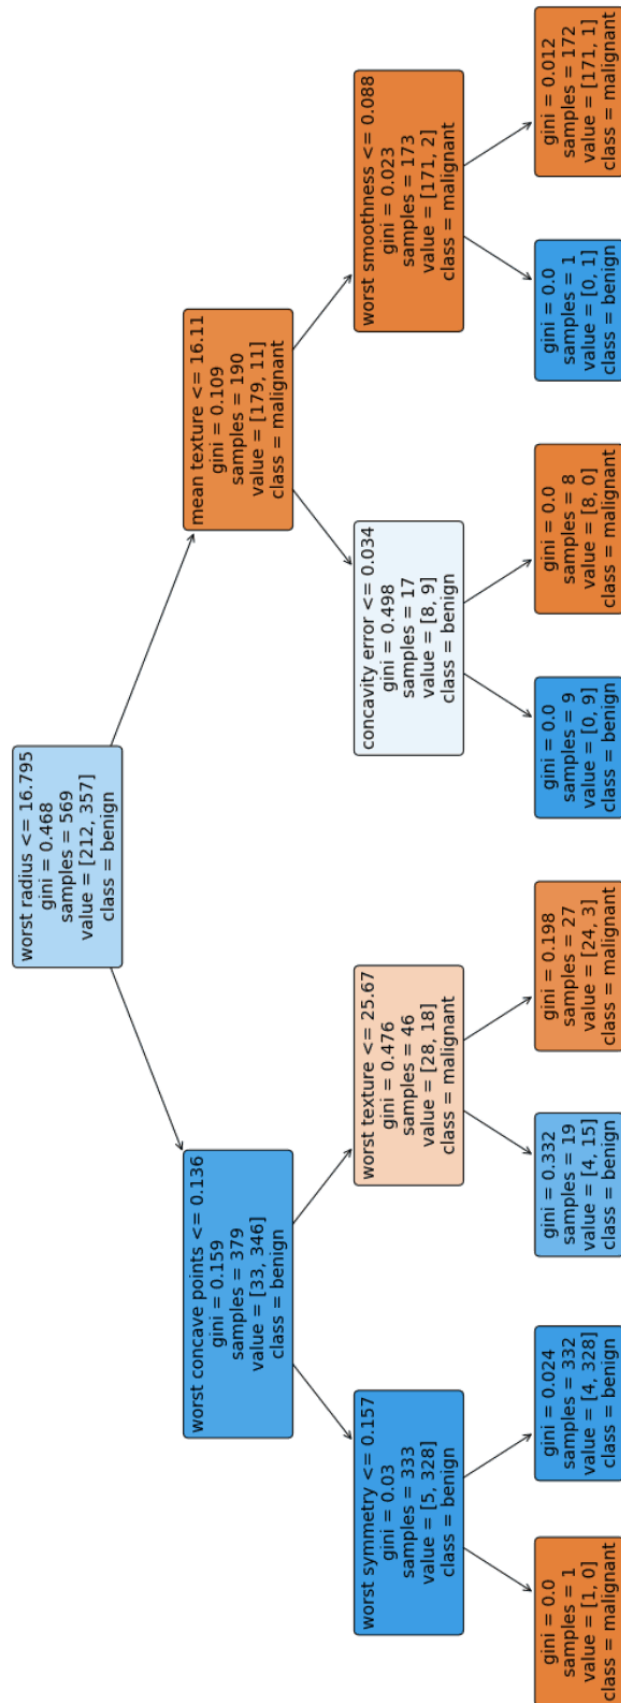 worst radius <= 16.795
gini = 0.468
samples = 569
value = [212, 357]
class = benign
worst concave points <= 0.136
gini = 0.159
samples = 379
value = [33, 346]
class = benign
mean texture <= 16.11
gini = 0.109
samples = 190
value = [179, 11]
class = malignant
worst symmetry <= 0.157
gini = 0.03
samples = 333
value = [5, 328]
class = benign
worst texture <= 25.67
gini = 0.476
samples = 46
value = [28, 18]
class = malignant
concavity error <= 0.034
gini = 0.498
samples = 17
value = [8, 9]
class = benign
worst smoothness <= 0.088
gini = 0.023
samples = 173
value = [171, 2]
class = malignant
gini = 0.0
samples = 1
value = [1, 0]
class = malignant
gini = 0.024
samples = 332
value = [4, 328]
class = benign
gini = 0.332
samples = 19
value = [4, 15]
class = benign
gini = 0.198
samples = 27
value = [24, 3]
class = malignant
gini = 0.0
samples = 9
value = [0, 9]
class = benign
gini = 0.0
samples = 8
value = [8, 0]
class = malignant
gini = 0.0
samples = 1
value = [0, 1]
class = benign
gini = 0.012
samples = 172
value = [171, 1]
class = malignant